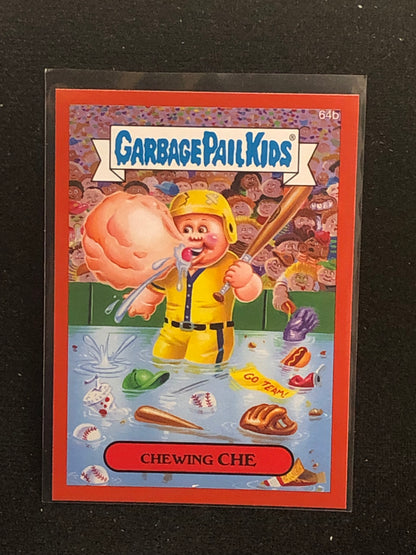 64b
GARBAGE PAIL KIDS®
GO TEAM!
CHEWING CHE